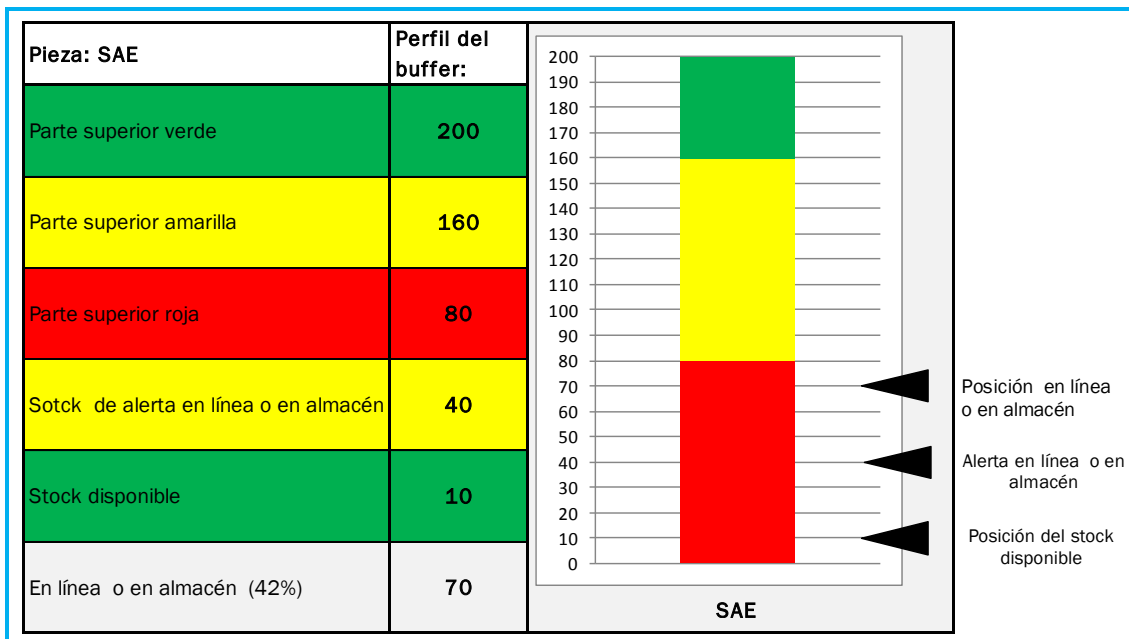 Pieza: SAE
Perfil del
buffer:
Parte superior verde
200
Parte superior amarilla
160
Parte superior roja
80
Sotck de alerta en línea o en almacén
40
Stock disponible
10
En línea o en almacén (42%)
70
200
190
180
170
160
150
140
130
120
110
100
90
80
70
60
50
40
30
20
10
0
SAE
Posición en línea
o en almacén
Alerta en línea o en
almacén
Posición del stock
disponible